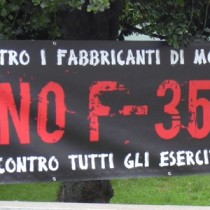 TRO I FABBRICANTI DI MO
NO F-35
CONTRO TUTTI GLI ESERCI